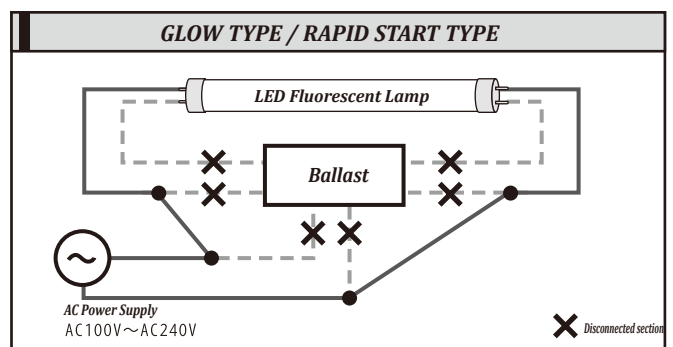 GLOW TYPE / RAPID START TYPE
LED Fluorescent Lamp
Ballast
AC Power Supply
AC100V～AC240V
Disconnected section